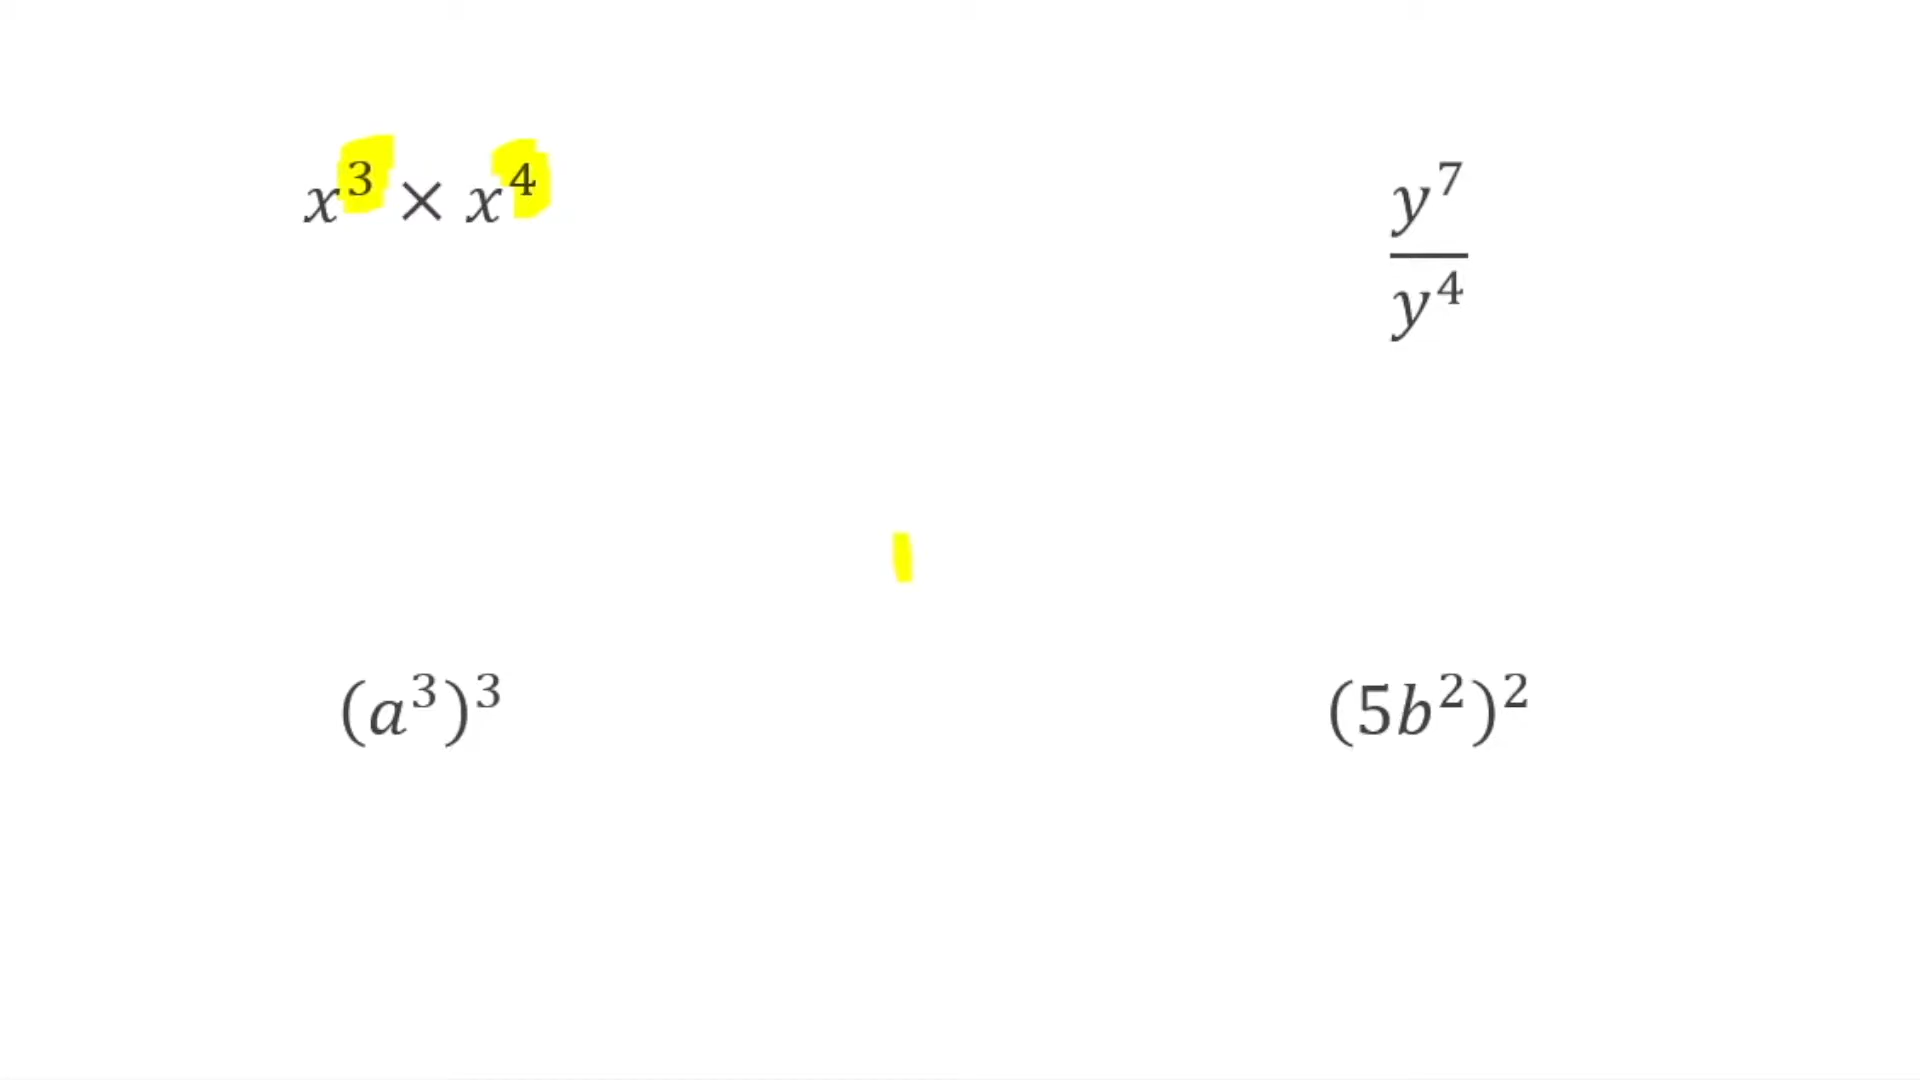 x³ × x⁴
y⁷
y⁴
(a³)³
(5b²)²